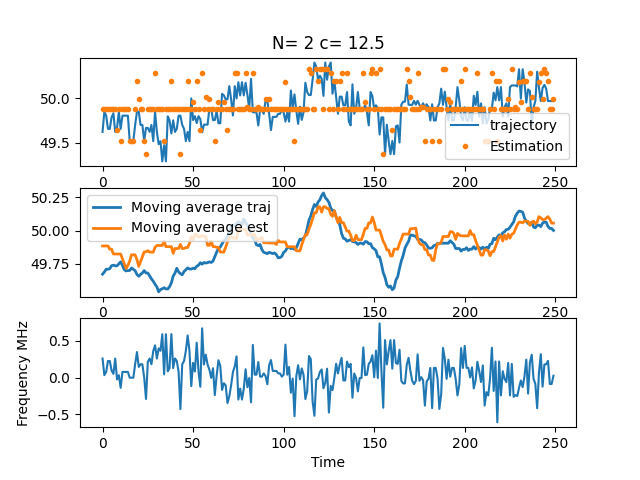 N= 2 c= 12.5
50.0
49.5
trajectory
Estimation
0 50 100 150 200 250
50.25
50.00
49.75
Moving average traj
Moving average est
0 50 100 150 200 250
Frequency MHz
0.5
0.0
−0.5
0 50 100 150 200 250
Time